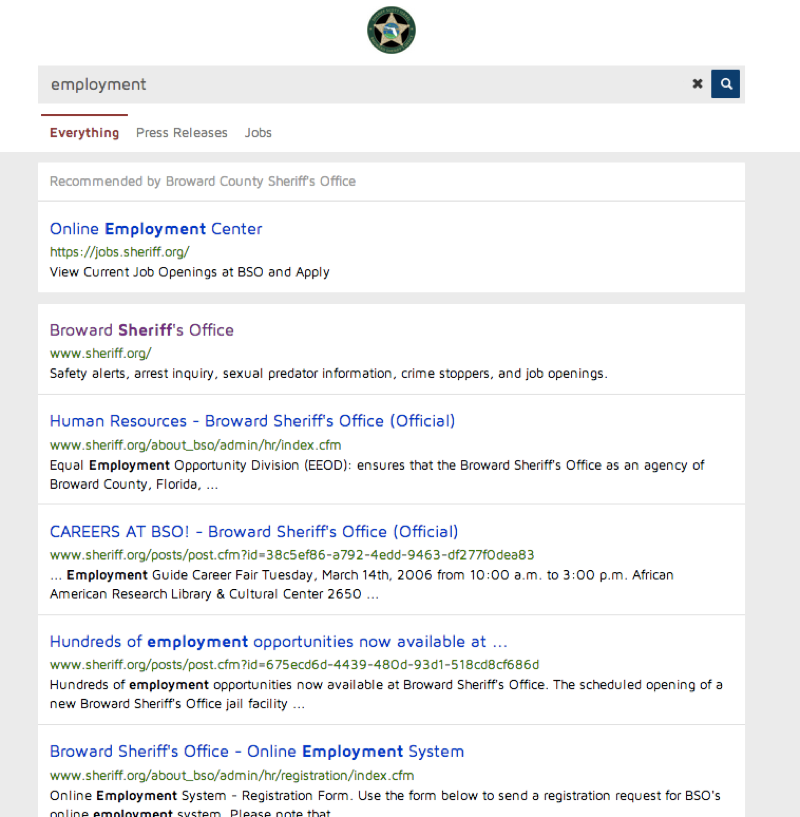 employment
Everything Press Releases Jobs
Recommended by Broward County Sheriff's Office
Online Employment Center
https://jobs.sheriff.org/
View Current Job Openings at BSO and Apply
Broward Sheriff's Office
www.sheriff.org/
Safety alerts, arrest inquiry, sexual predator information, crime stoppers, and job openings.
Human Resources - Broward Sheriff's Office (Official)
www.sheriff.org/about_bso/admin/hr/index.cfm
Equal Employment Opportunity Division (EEOD): ensures that the Broward Sheriff's Office as an agency of
Broward County, Florida, ...
CAREERS AT BSO! - Broward Sheriff's Office (Official)
www.sheriff.org/posts/post.cfm?id=38c5ef86-a792-4edd-9463-df277f0dea83
... Employment Guide Career Fair Tuesday, March 14th, 2006 from 10:00 a.m. to 3:00 p.m. African
American Research Library & Cultural Center 2650 ...
Hundreds of employment opportunities now available at ...
www.sheriff.org/posts/post.cfm?id=675ecd6d-4439-480d-93d1-518cd8cf686d
Hundreds of employment opportunities now available at Broward Sheriff's Office. The scheduled opening of a
new Broward Sheriff's Office jail facility ...
Broward Sheriff's Office - Online Employment System
www.sheriff.org/about_bso/admin/hr/registration/index.cfm
Online Employment System - Registration Form. Use the form below to send a registration request for BSO's
online employment system. Please note that